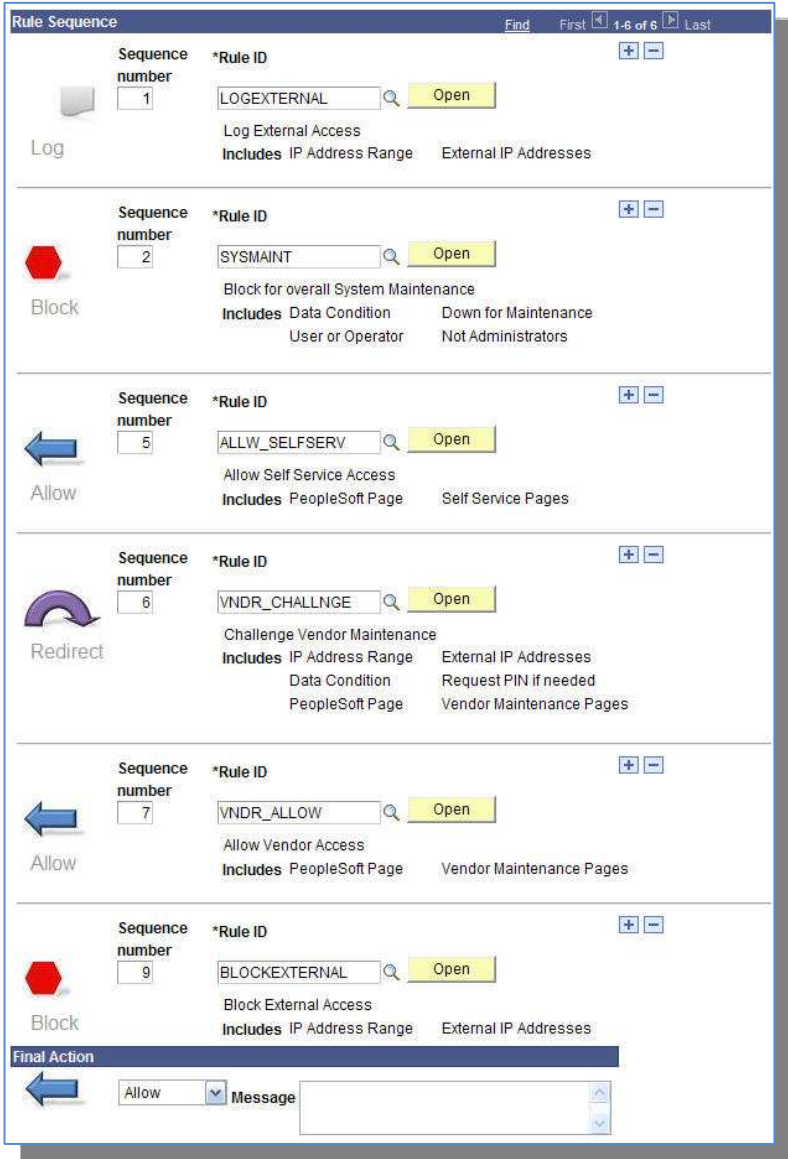 Rule Sequence Find First 1-6 of 6 Last
Sequence number *Rule ID
1 LOGEXTERNAL Open
Log External Access
Log Includes IP Address Range External IP Addresses
Sequence number *Rule ID
2 SYSMAINT Open
Block for overall System Maintenance
Block Includes Data Condition Down for Maintenance
User or Operator Not Administrators
Sequence number *Rule ID
5 ALLW_SELFSERV Open
Allow Self Service Access
Allow Includes PeopleSoft Page Self Service Pages
Sequence number *Rule ID
6 VNDR_CHALLNGE Open
Challenge Vendor Maintenance
Redirect Includes IP Address Range External IP Addresses
Data Condition Request PIN if needed
PeopleSoft Page Vendor Maintenance Pages
Sequence number *Rule ID
7 VNDR_ALLOW Open
Allow Vendor Access
Allow Includes PeopleSoft Page Vendor Maintenance Pages
Sequence number *Rule ID
9 BLOCKEXTERNAL Open
Block External Access
Block Includes IP Address Range External IP Addresses
Final Action
Allow Message